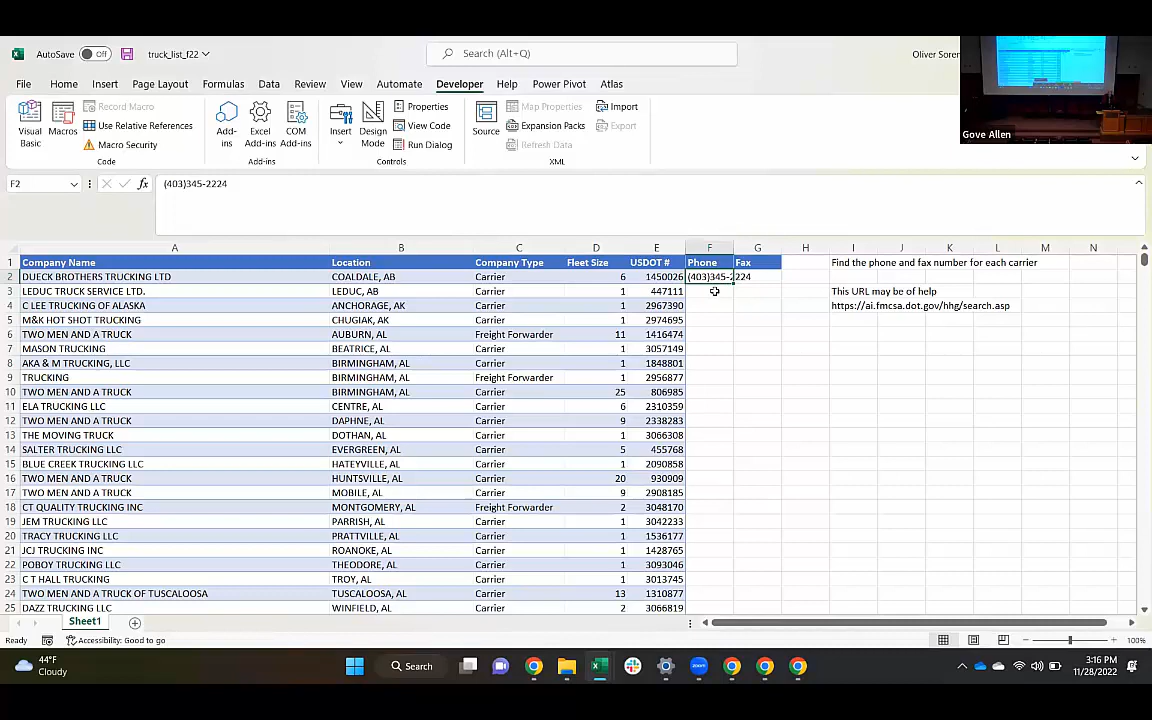 AutoSave Off truck_list_f22 Search (Alt+Q) Oliver Soren
File Home Insert Page Layout Formulas Data Review View Automate Developer Help Power Pivot Atlas
Visual Basic Macros Record Macro Use Relative References Macro Security Code
Add-ins Excel Add-ins COM Add-ins Add-ins
Insert Design Mode Properties View Code Run Dialog Controls
Source Map Properties Expansion Packs Refresh Data Import Export XML
Gove Allen
F2 fx (403)345-2224
A B C D E F G H I J K L M N
1 Company Name Location Company Type Fleet Size USDOT # Phone Fax Find the phone and fax number for each carrier
2 DUECK BROTHERS TRUCKING LTD COALDALE, AB Carrier 6 1450026 (403)345-2224
3 LEDUC TRUCK SERVICE LTD. LEDUC, AB Carrier 1 447111 This URL may be of help
4 C LEE TRUCKING OF ALASKA ANCHORAGE, AK Carrier 1 2967390 https://ai.fmcsa.dot.gov/hhg/search.asp
5 M&K HOT SHOT TRUCKING CHUGIAK, AK Carrier 1 2974695
6 TWO MEN AND A TRUCK AUBURN, AL Freight Forwarder 11 1416474
7 MASON TRUCKING BEATRICE, AL Carrier 1 3057149
8 AKA & M TRUCKING, LLC BIRMINGHAM, AL Carrier 1 1848801
9 TRUCKING BIRMINGHAM, AL Freight Forwarder 1 2956877
10 TWO MEN AND A TRUCK BIRMINGHAM, AL Carrier 25 806985
11 ELA TRUCKING LLC CENTRE, AL Carrier 6 2310359
12 TWO MEN AND A TRUCK DAPHNE, AL Carrier 9 2338283
13 THE MOVING TRUCK DOTHAN, AL Carrier 1 3066308
14 SALTER TRUCKING LLC EVERGREEN, AL Carrier 5 455768
15 BLUE CREEK TRUCKING LLC HATEYVILLE, AL Carrier 1 2090858
16 TWO MEN AND A TRUCK HUNTSVILLE, AL Carrier 20 930909
17 TWO MEN AND A TRUCK MOBILE, AL Carrier 9 2908185
18 CT QUALITY TRUCKING INC MONTGOMERY, AL Freight Forwarder 2 3048170
19 JEM TRUCKING LLC PARRISH, AL Carrier 1 3042233
20 TRACY TRUCKING LLC PRATTVILLE, AL Carrier 1 1536177
21 JCJ TRUCKING INC ROANOKE, AL Carrier 1 1428765
22 POBOY TRUCKING LLC THEODORE, AL Carrier 1 3093046
23 C T HALL TRUCKING TROY, AL Carrier 1 3013745
24 TWO MEN AND A TRUCK OF TUSCALOOSA TUSCALOOSA, AL Carrier 13 1310877
25 DAZZ TRUCKING LLC WINFIELD, AL Carrier 2 3066819
Sheet1
Ready Accessibility: Good to go 100%
44°F
Cloudy
Search
3:16 PM
11/28/2022